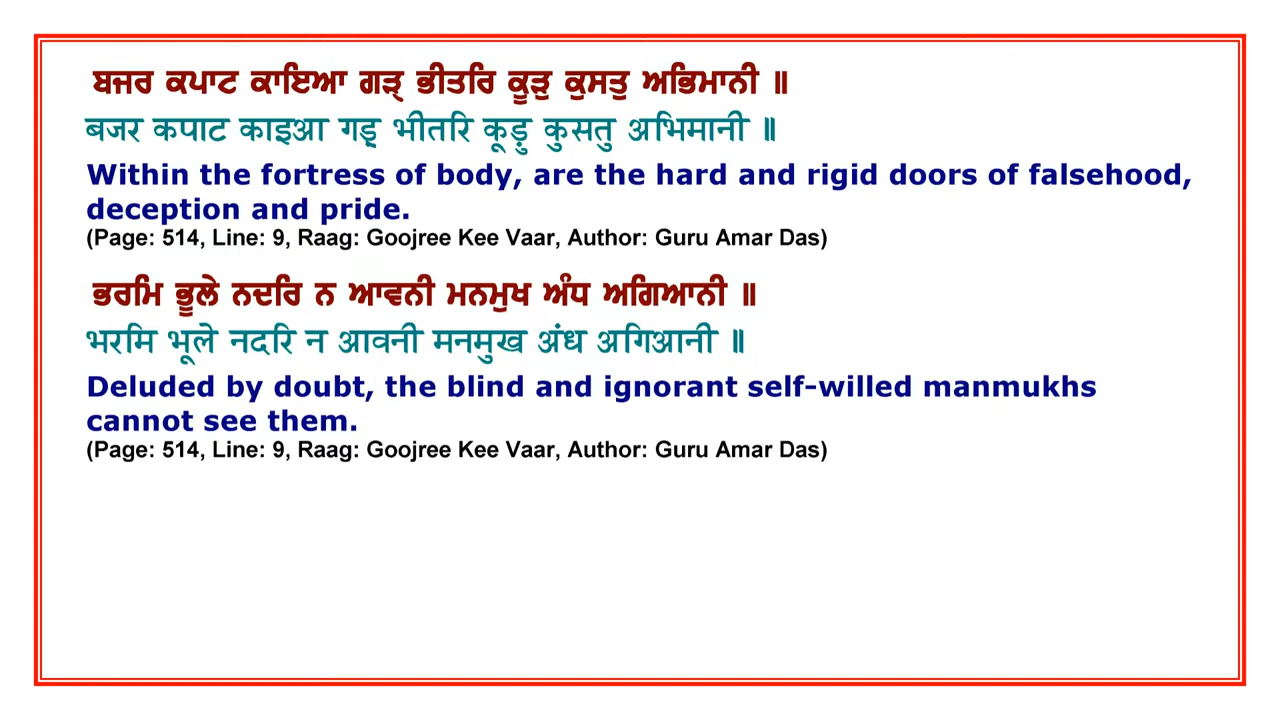 ਬਜਰ ਕਪਾਟ ਕਾਇਆ ਗੜ੍ ਭੀਤਰਿ ਕੂੜੁ ਕੁਸਤੁ ਅਭਿਮਾਨੀ ॥
बजर कपाट काइआ गड़्ह भीतरि कूड़ु कुसतु अभिमानी ॥
Within the fortress of body, are the hard and rigid doors of falsehood,
deception and pride.
(Page: 514, Line: 9, Raag: Goojree Kee Vaar, Author: Guru Amar Das)
ਭਰਮਿ ਭੂਲੇ ਨਦਰਿ ਨ ਆਵਨੀ ਮਨਮੁਖ ਅੰਧ ਅਗਿਆਨੀ ॥
भरमि भूले नदरि न आवनी मनमुख अंध अगिआनी ॥
Deluded by doubt, the blind and ignorant self-willed manmukhs
cannot see them.
(Page: 514, Line: 9, Raag: Goojree Kee Vaar, Author: Guru Amar Das)